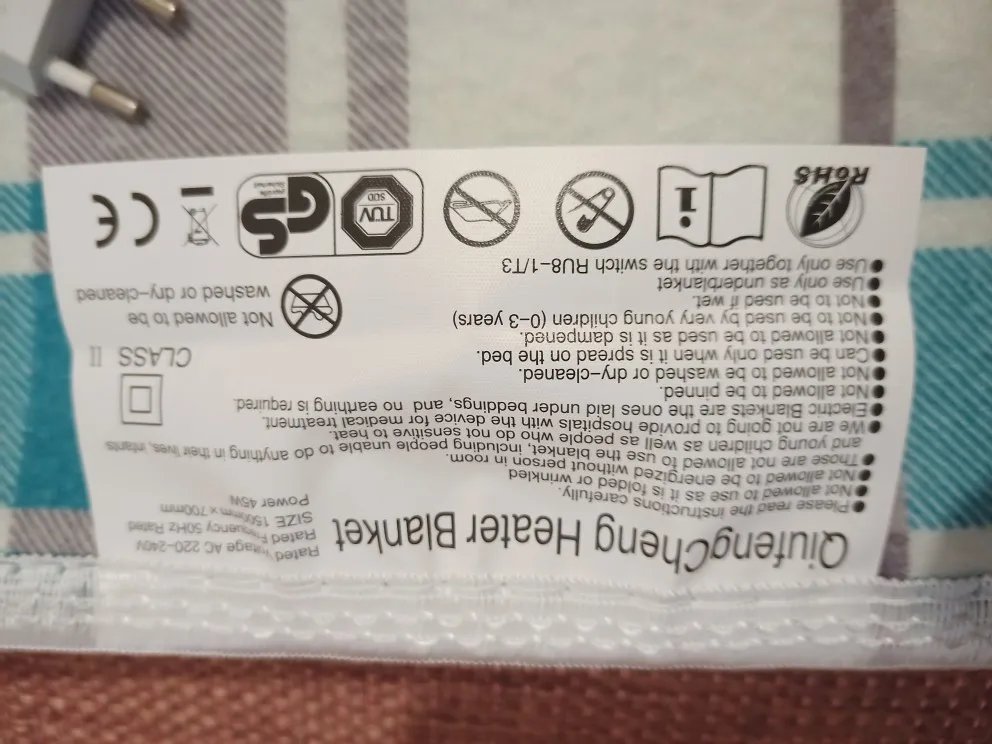 QiufengCheng Heater Blanket
Rated Voltage AC 220-240V
Rated Frequency 50Hz Rated
SIZE 1500mm x 700mm
Power 45W
●Please read the instructions carefully.
●Not allowed to use as it is folded or wrinkled
●Not allowed to be energized without person in room.
●Those are not allowed to use the blanket, including people unable to do anything in their lives, infants
and young children as well as people who do not sensitive to heat.
●We are not going to provide hospitals with the device for medical treatment.
●Electric Blankets are the ones laid under beddings, and no earthing is required.
●Not allowed to be pinned.
●Not allowed to be washed or dry-cleaned.
●Can be used only when it is spread on the bed.
●Not allowed to be used as it is dampened.
●Not to be used by very young children (0-3 years)
●Not to be used if wet.
●Use only as underblanket
●Use only together with the switch RU8-1/T3
CLASS II
Not allowed to be
washed or dry-cleaned
RoHS
i
TÜV
SÜD
GS
geprüfte
Sicherheit
CE